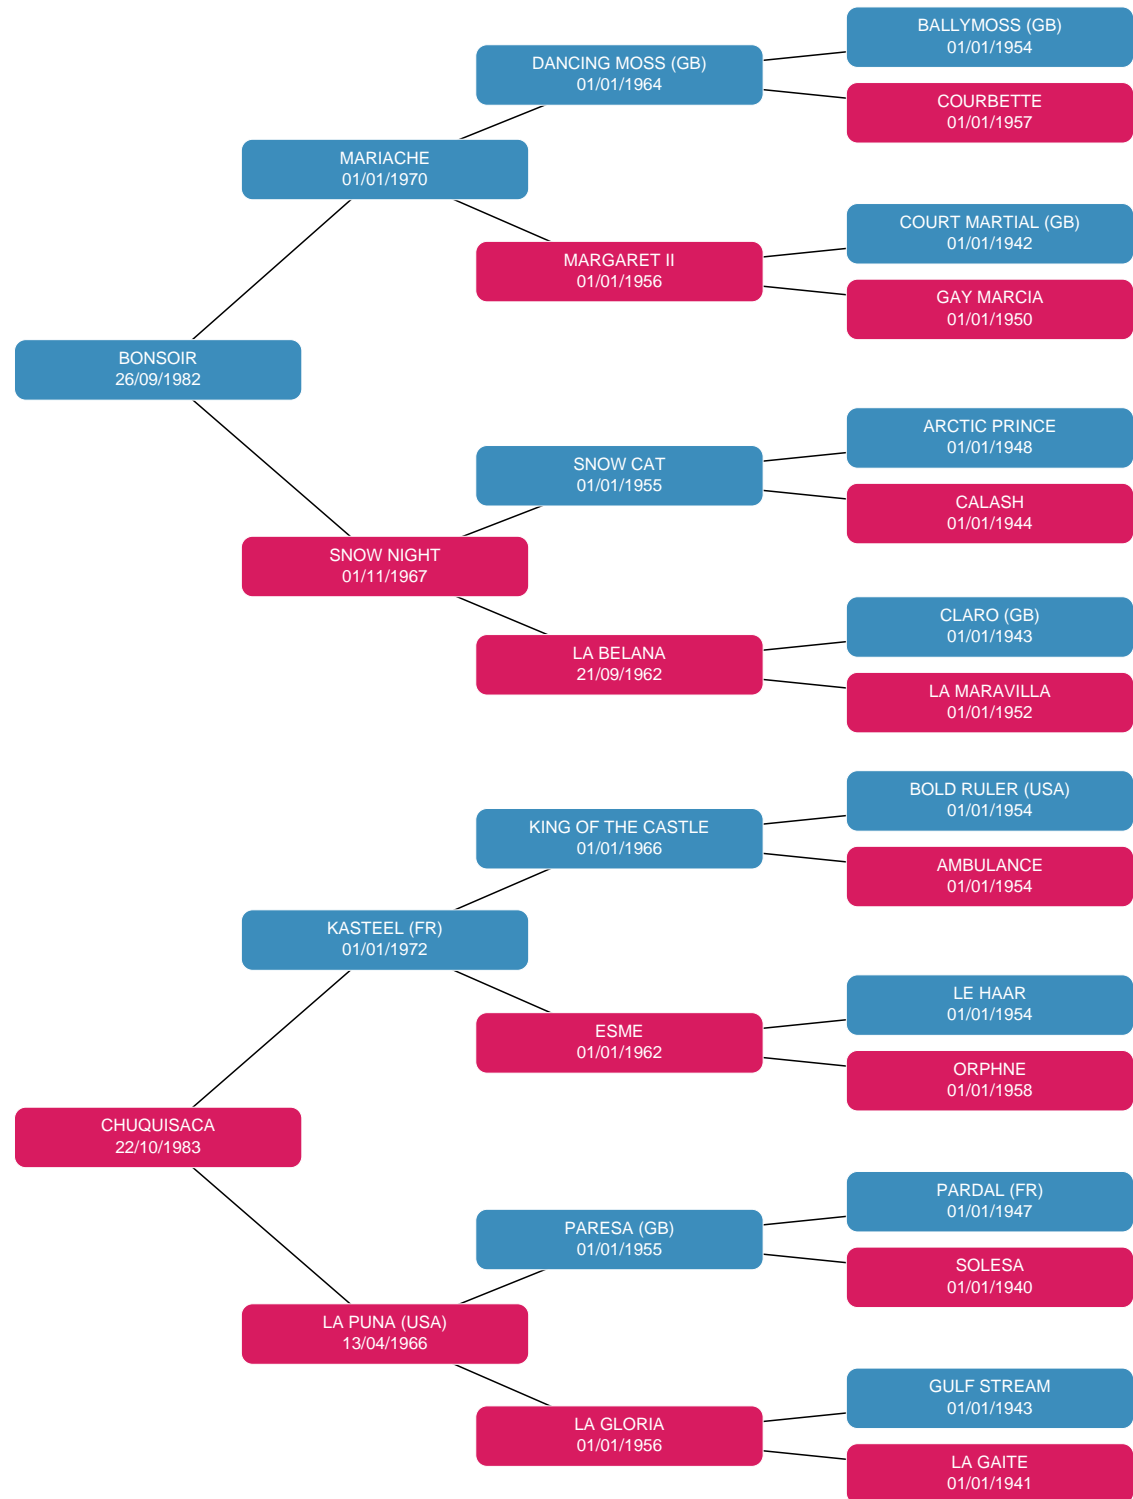 BALLYMOSS (GB)
01/01/1954
DANCING MOSS (GB)
01/01/1964
COURBETTE
01/01/1957
MARIACHE
01/01/1970
COURT MARTIAL (GB)
01/01/1942
MARGARET II
01/01/1956
GAY MARCIA
01/01/1950
BONSOIR
26/09/1982
ARCTIC PRINCE
01/01/1948
SNOW CAT
01/01/1955
CALASH
01/01/1944
SNOW NIGHT
01/11/1967
CLARO (GB)
01/01/1943
LA BELANA
21/09/1962
LA MARAVILLA
01/01/1952
BOLD RULER (USA)
01/01/1954
KING OF THE CASTLE
01/01/1966
AMBULANCE
01/01/1954
KASTEEL (FR)
01/01/1972
LE HAAR
01/01/1954
ESME
01/01/1962
ORPHNE
01/01/1958
CHUQUISACA
22/10/1983
PARDAL (FR)
01/01/1947
PARESA (GB)
01/01/1955
SOLESA
01/01/1940
LA PUNA (USA)
13/04/1966
GULF STREAM
01/01/1943
LA GLORIA
01/01/1956
LA GAITE
01/01/1941